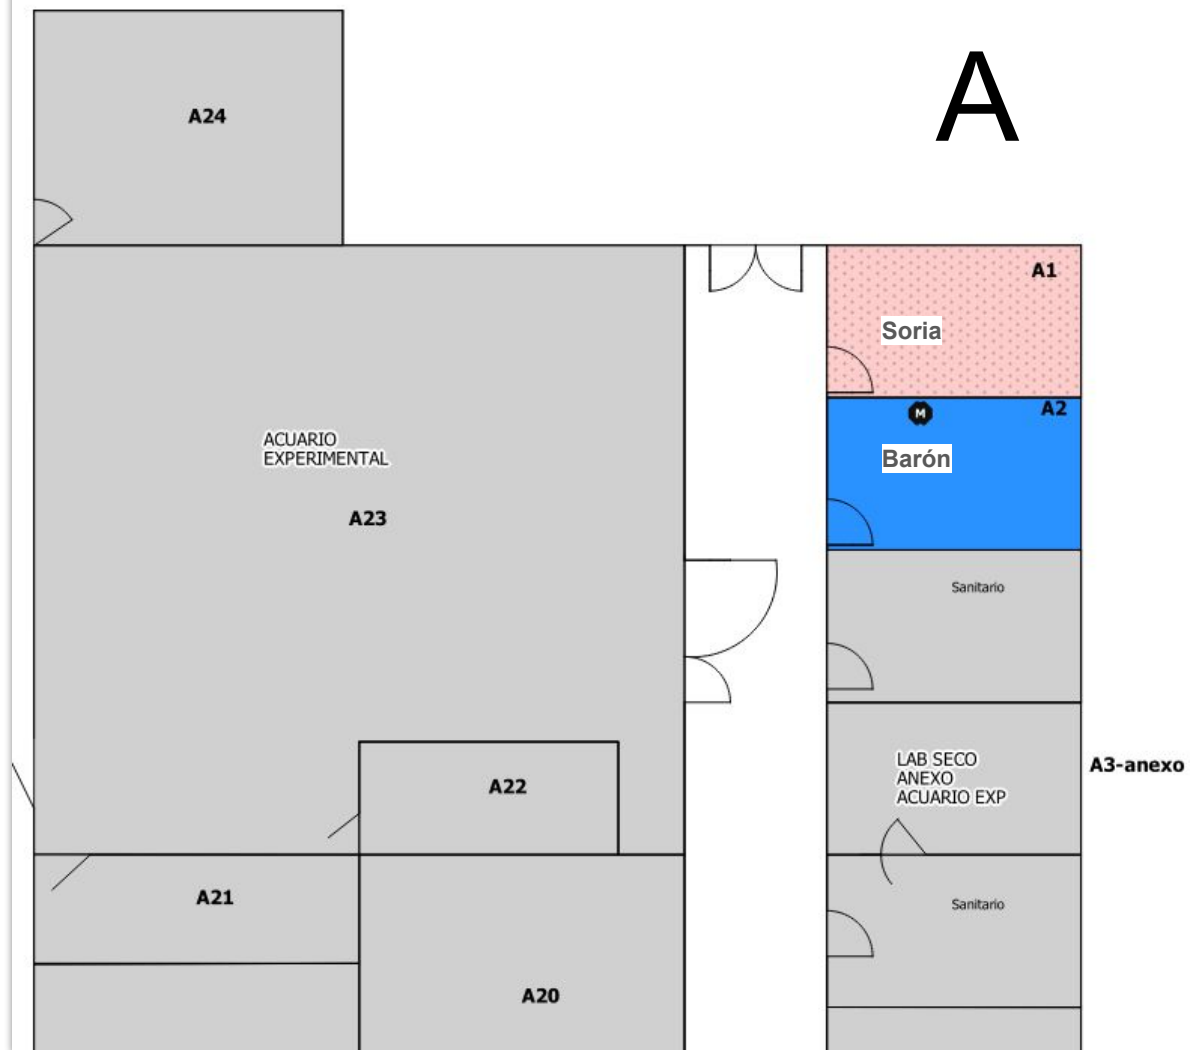 A
A24
A1
Soria
M
A2
Barón
ACUARIO
EXPERIMENTAL
A23
Sanitario
LAB SECO
ANEXO
ACUARIO EXP
A3-anexo
A22
A21
Sanitario
A20